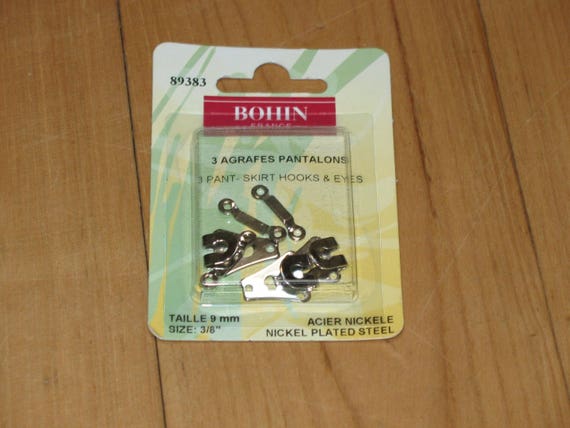 89383
BOHIN
FRANCE
3 AGRAFES PANTALONS
3 PANT- SKIRT HOOKS & EYES
TAILLE 9 mm
SIZE: 3/8"
ACIER NICKELE
NICKEL PLATED STEEL